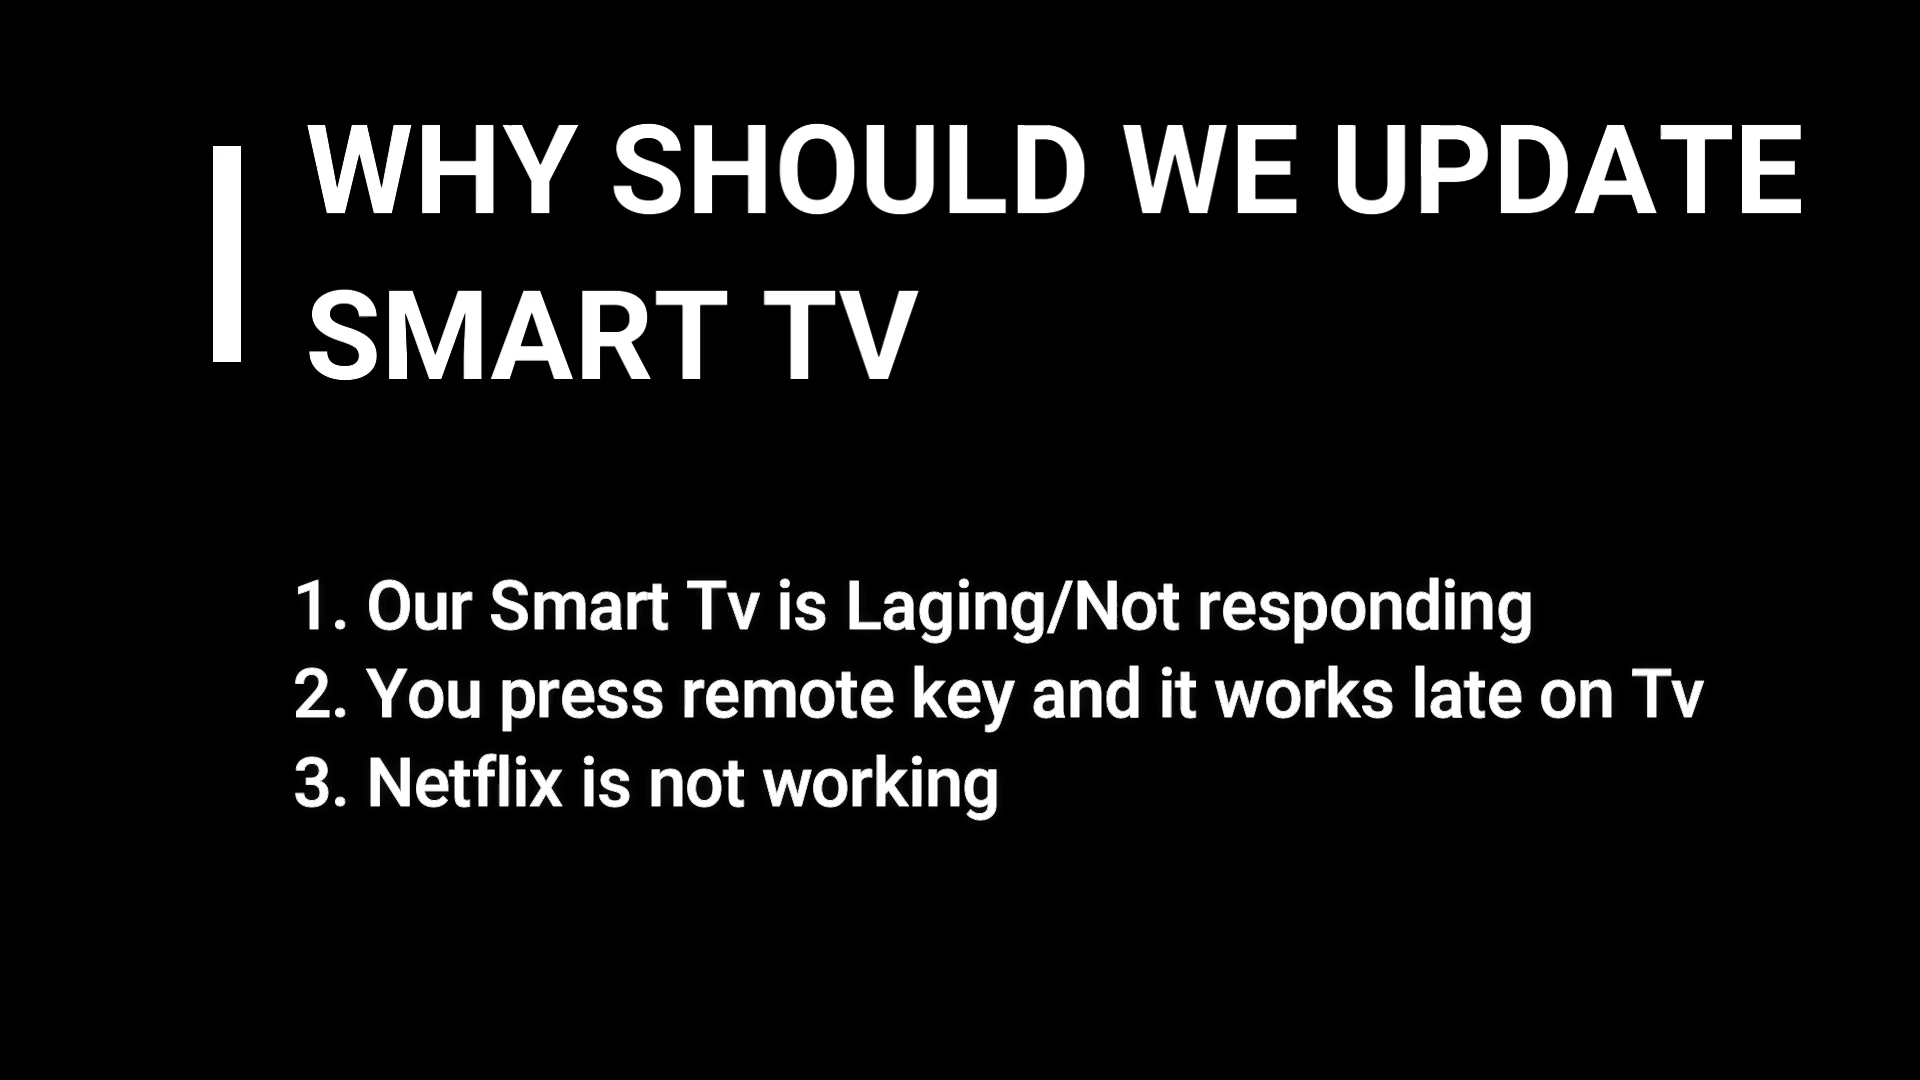 WHY SHOULD WE UPDATE
SMART TV
1. Our Smart Tv is Laging/Not responding
2. You press remote key and it works late on Tv
3. Netflix is not working